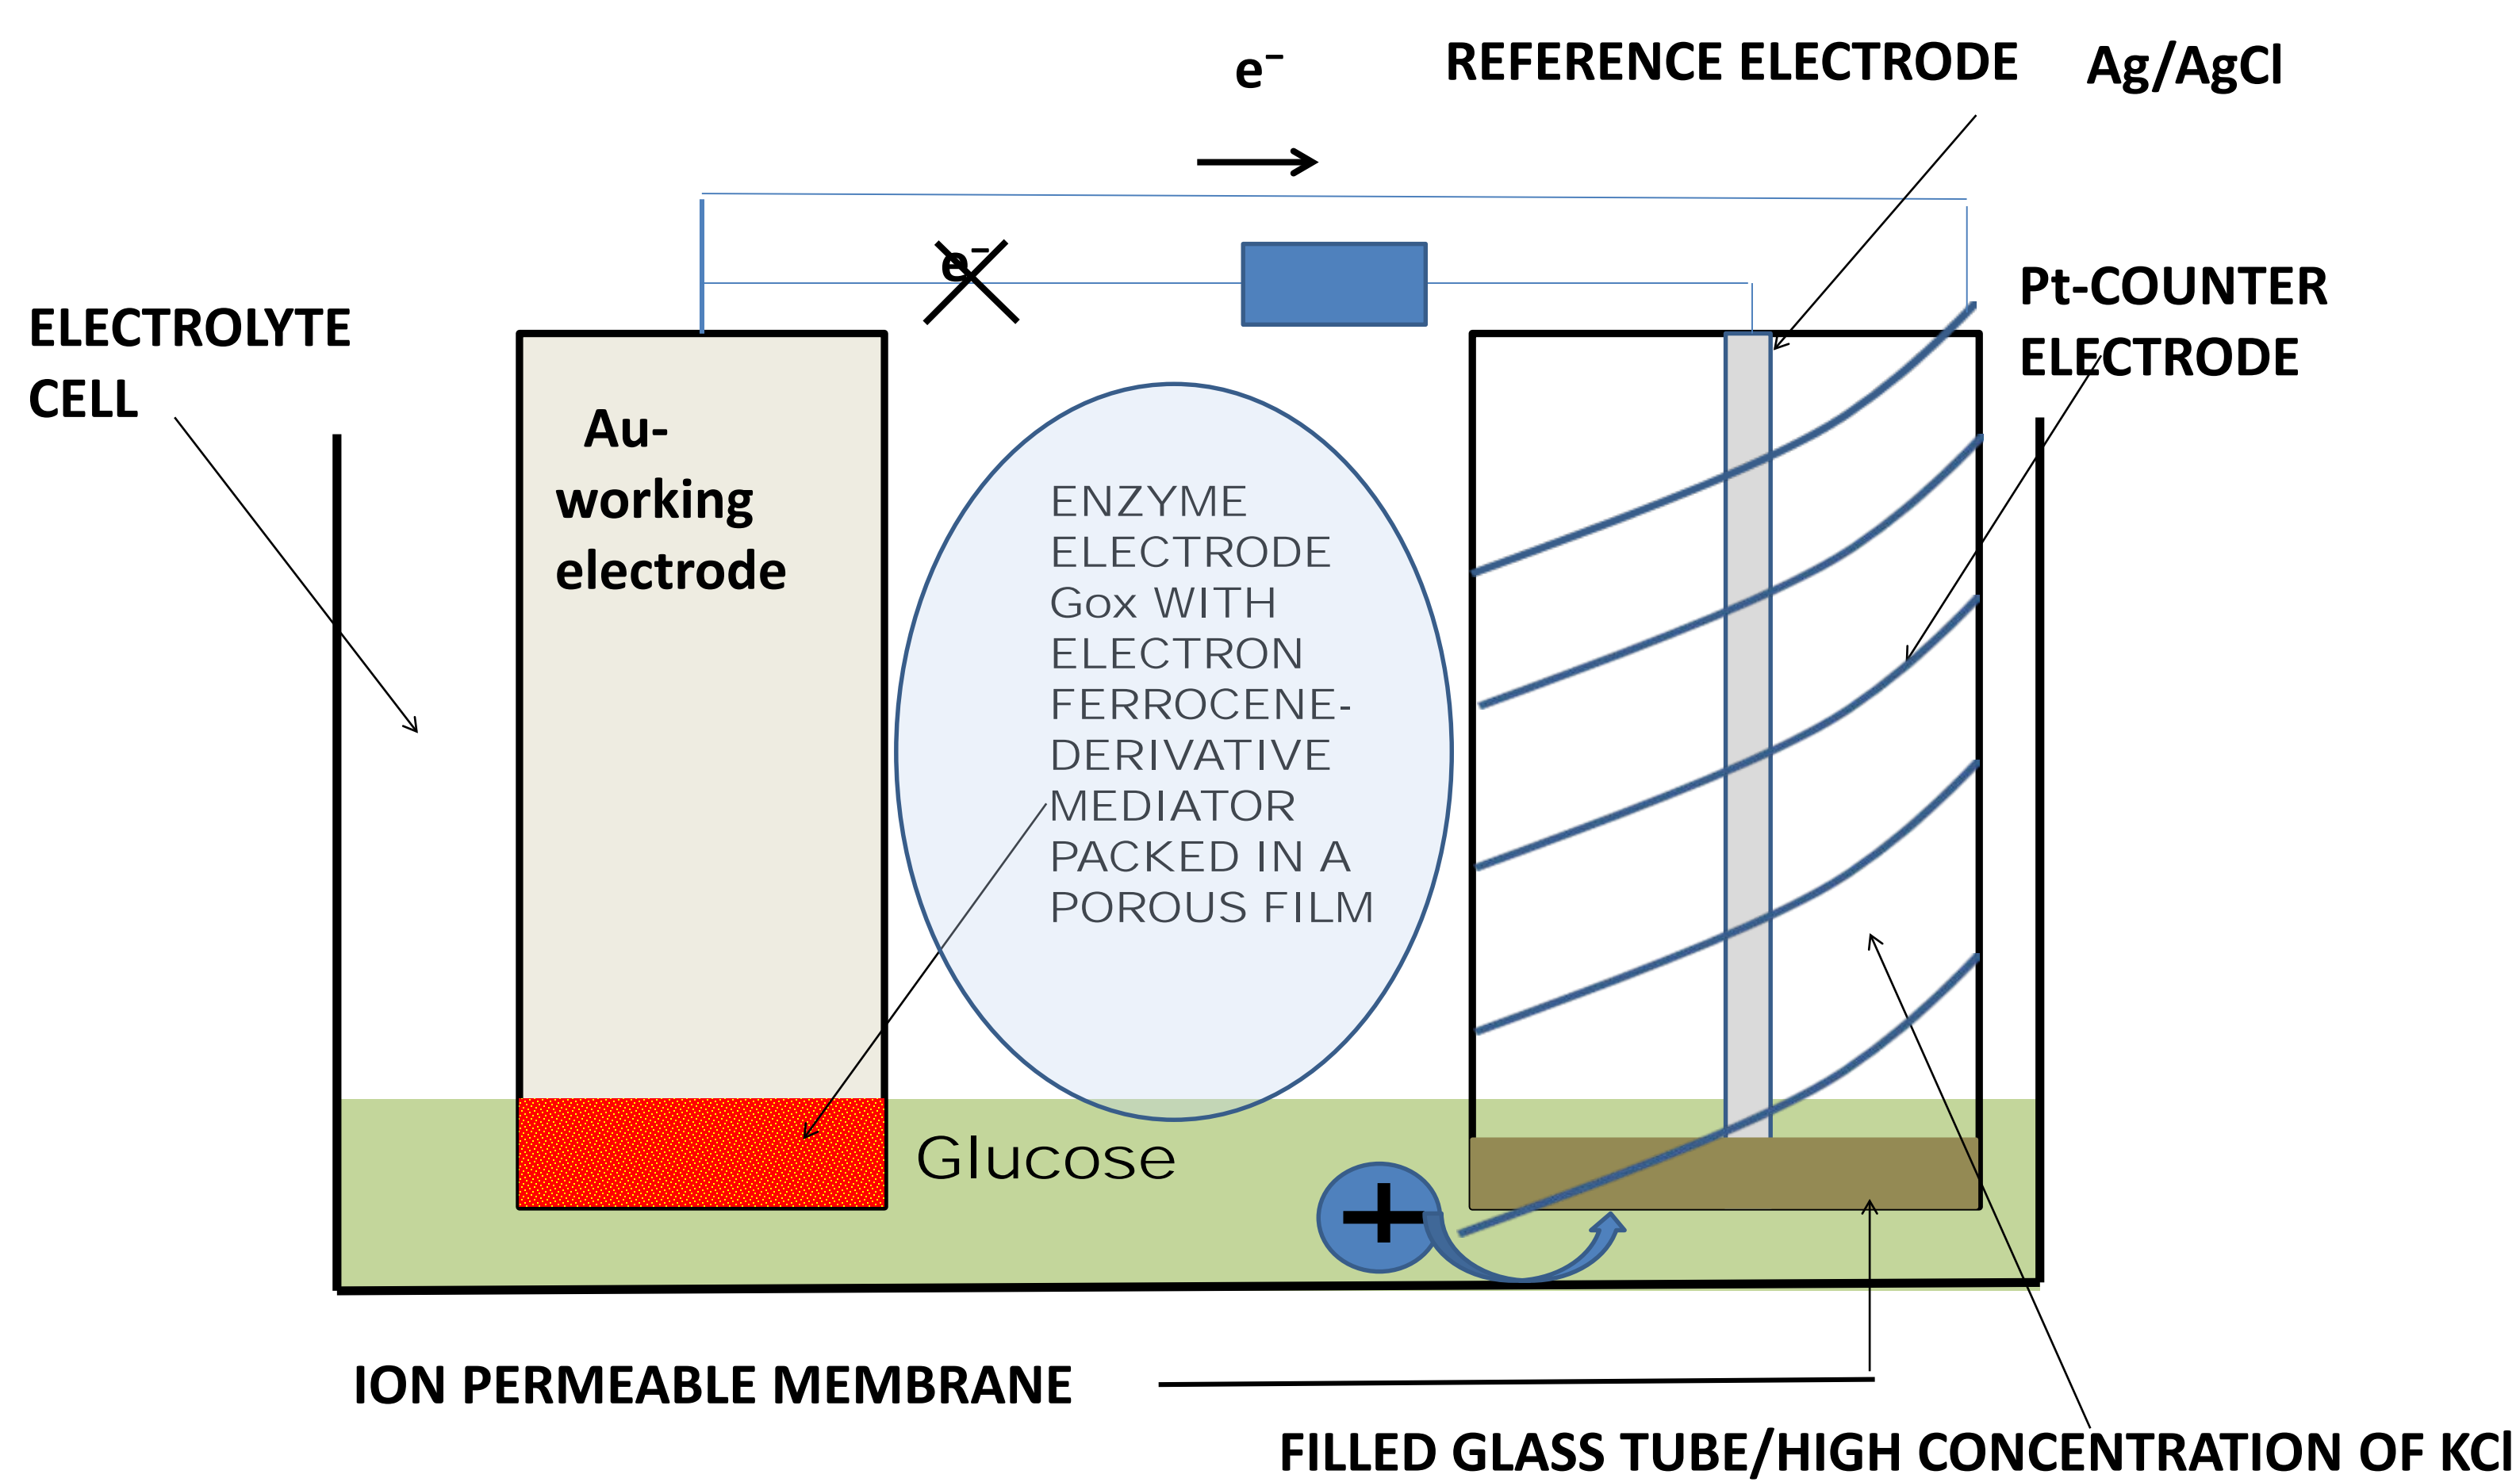 e⁻
REFERENCE ELECTRODE
Ag/AgCl
e⁻
Pt-COUNTER
ELECTRODE
ELECTROLYTE
CELL
Au-
working
electrode
ENZYME
ELECTRODE
Gox WITH
ELECTRON
FERROCENE-
DERIVATIVE
MEDIATOR
PACKED IN A
POROUS FILM
Glucose
+
ION PERMEABLE MEMBRANE
FILLED GLASS TUBE/HIGH CONCENTRATION OF KCl